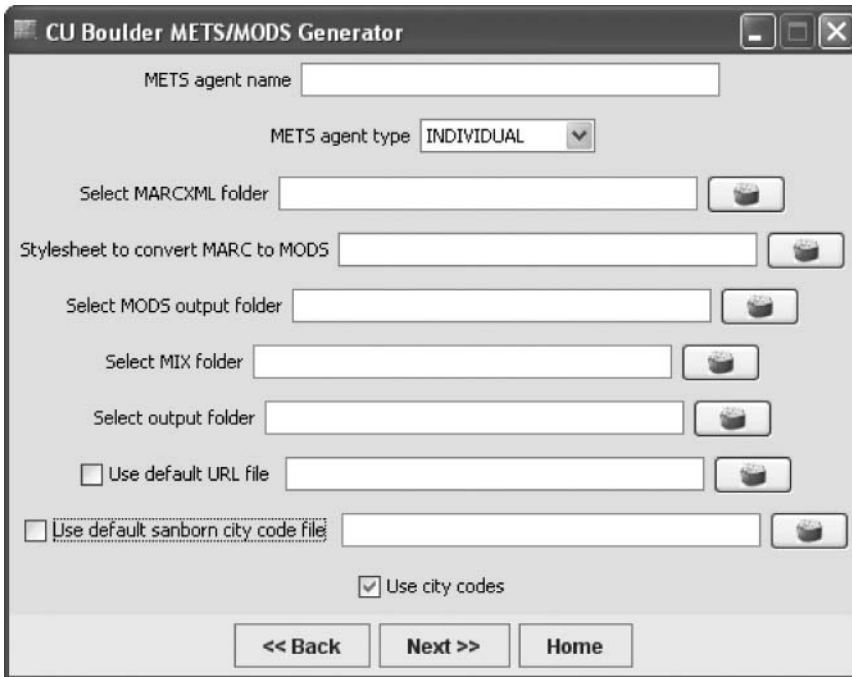 CU Boulder METS/MODS Generator
METS agent name
METS agent type INDIVIDUAL
Select MARCXML folder
Stylesheet to convert MARC to MODS
Select MODS output folder
Select MIX folder
Select output folder
Use default URL file
Use default sanborn city code file
Use city codes
<< Back Next >> Home